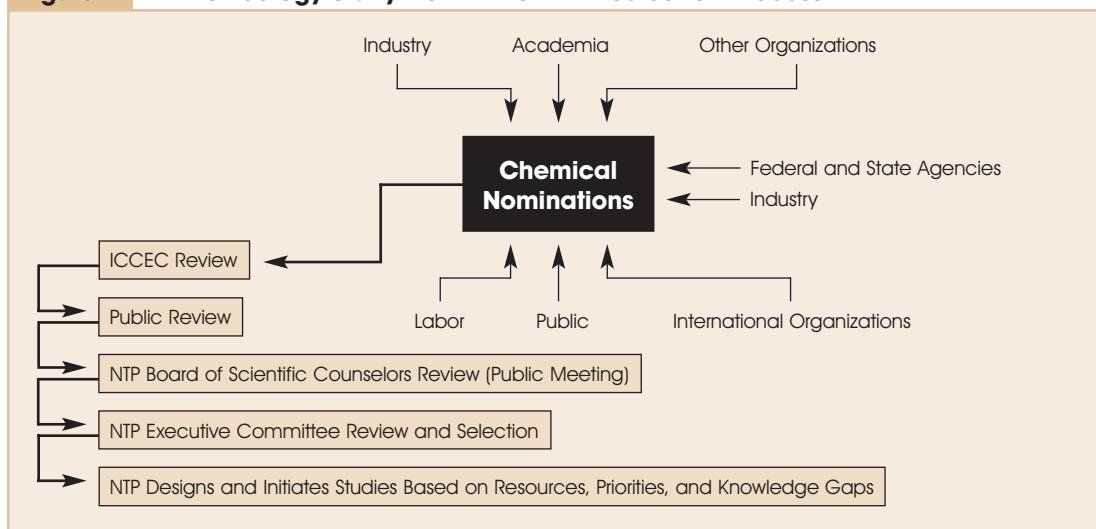 Industry
Academia
Other Organizations
Chemical
Nominations
Federal and State Agencies
Industry
ICCEC Review
Public Review
Labor
Public
International Organizations
NTP Board of Scientific Counselors Review (Public Meeting)
NTP Executive Committee Review and Selection
NTP Designs and Initiates Studies Based on Resources, Priorities, and Knowledge Gaps